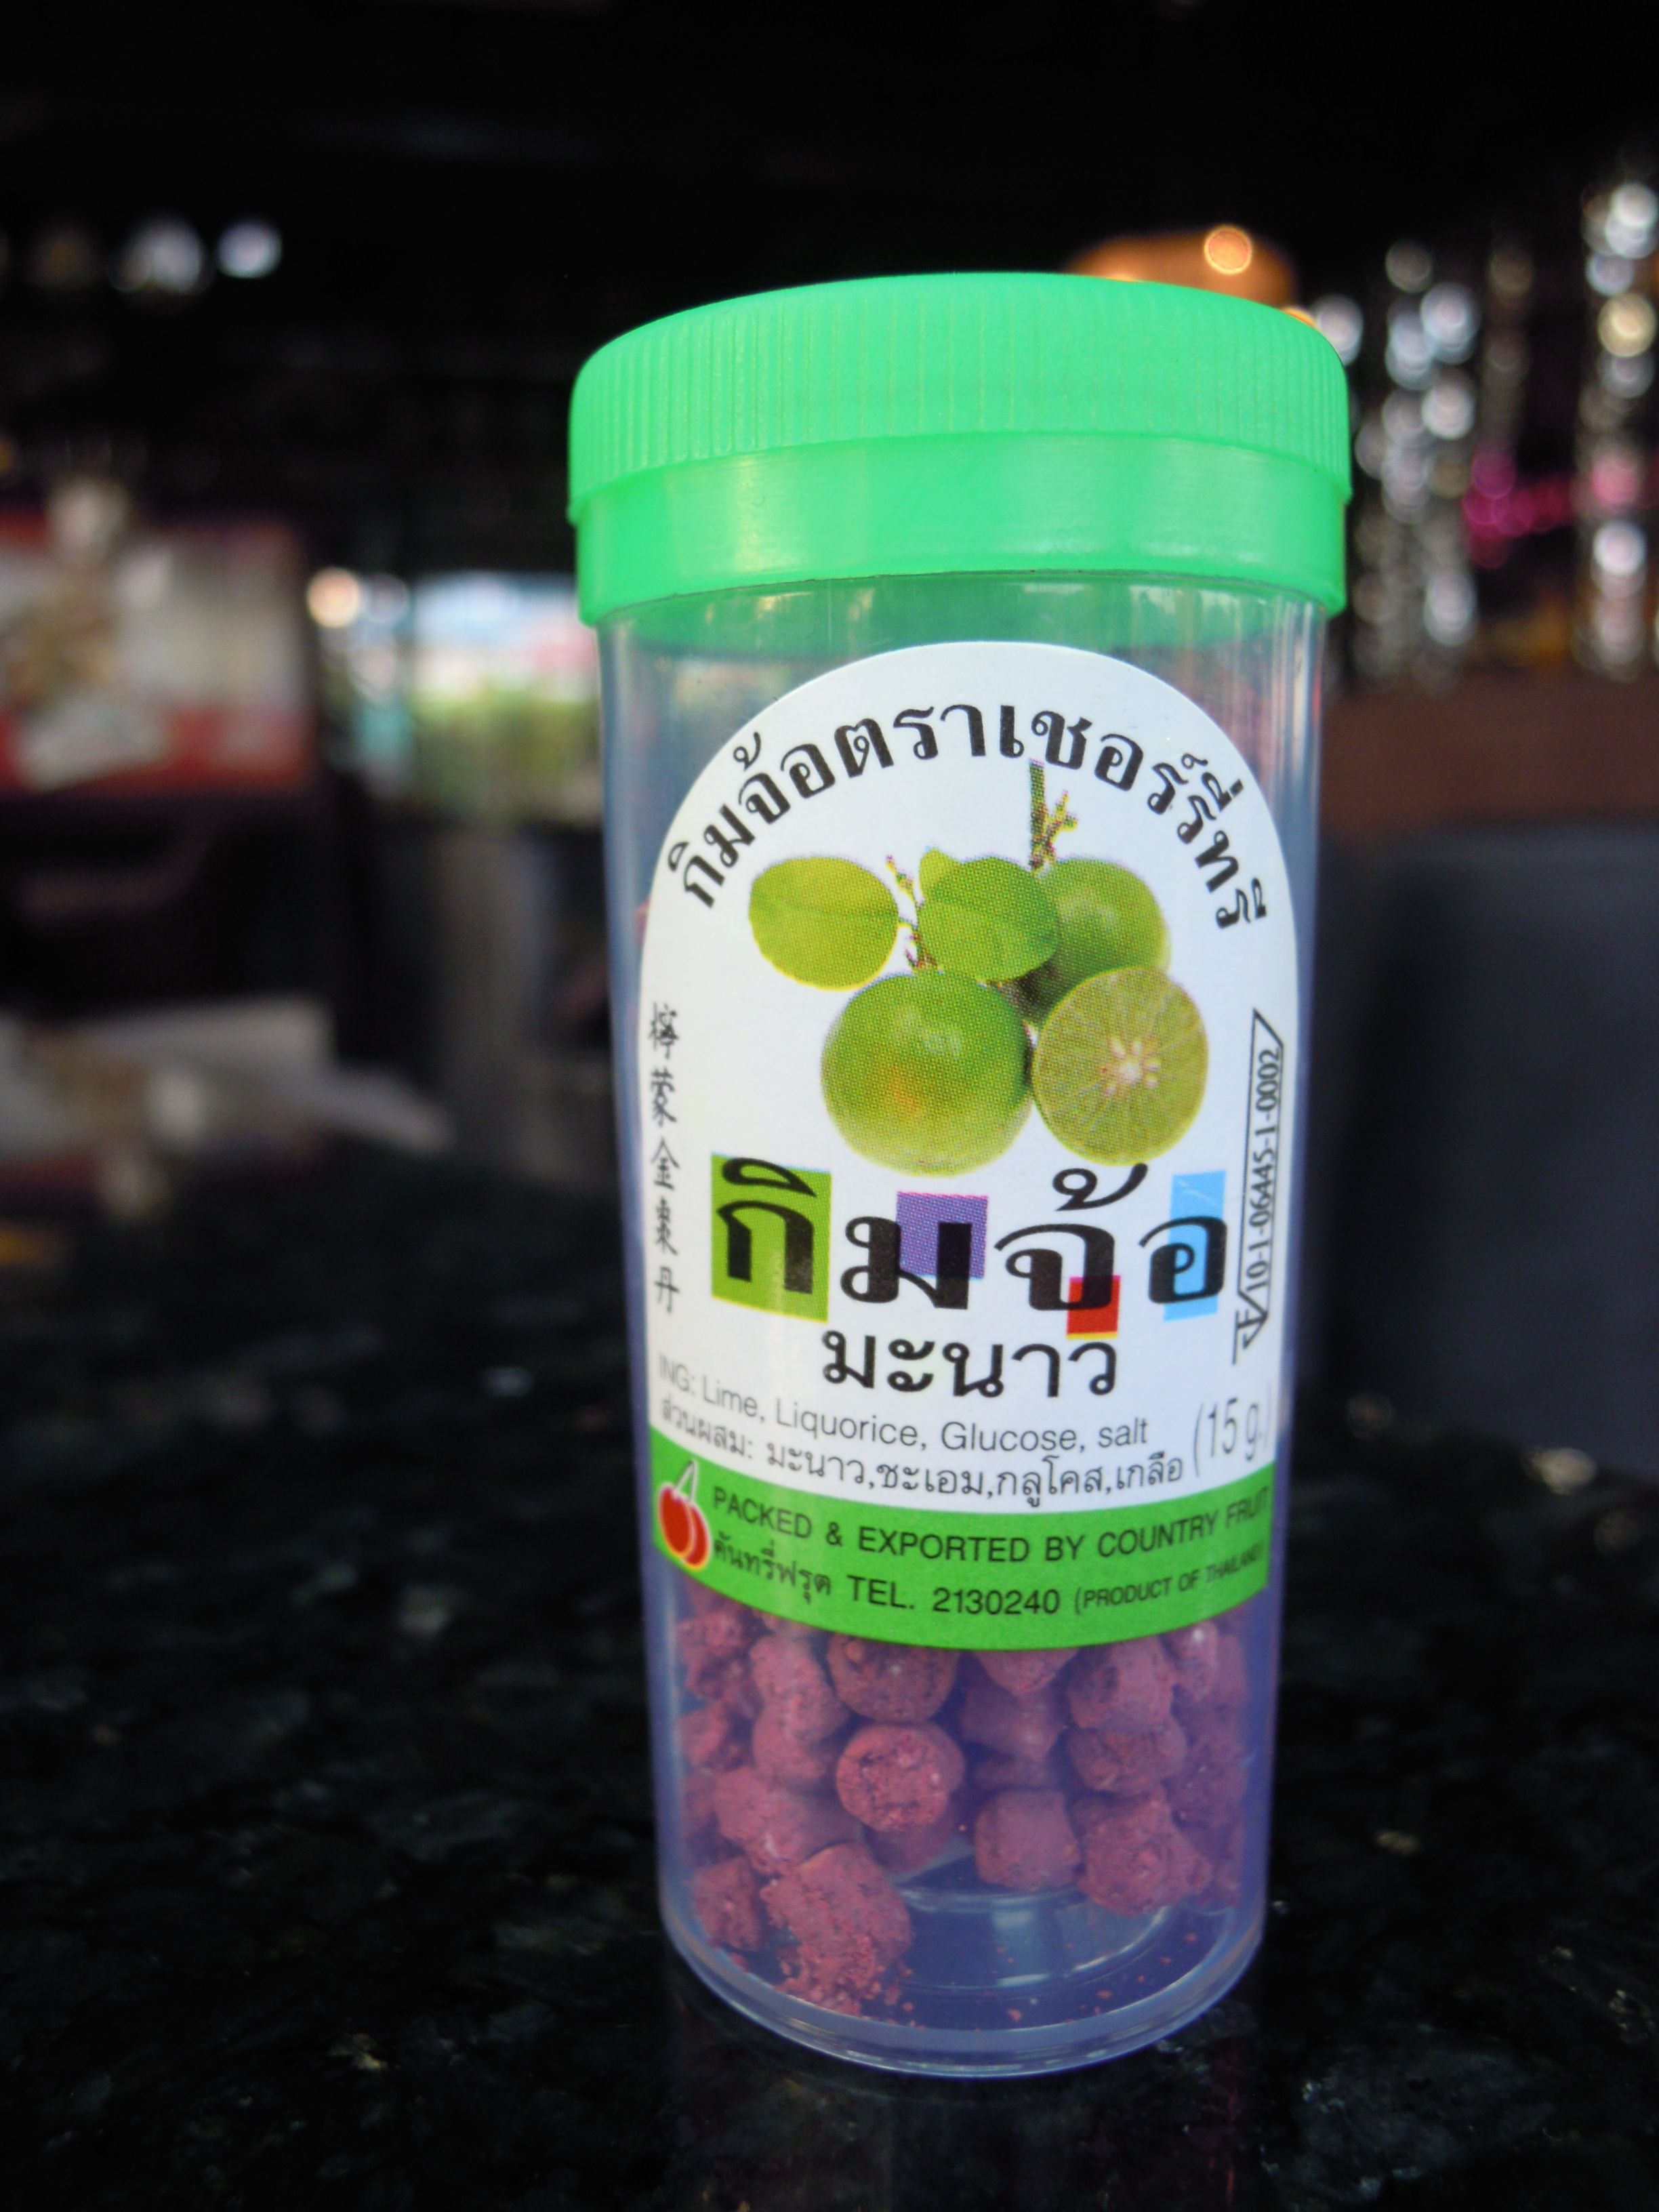 กิมจ้อตราเชอร์รี่ทรี
檸蒙金棗丹
กิมจ้อ
มะนาว
10-1-06445-1-0002
ING: Lime, Liquorice, Glucose, salt
ส่วนผสม: มะนาว,ชะเอม,กลูโคส,เกลือ
(15 g.)
PACKED & EXPORTED BY COUNTRY FRUIT
คันทรี่ฟรุต TEL. 2130240 (PRODUCT OF THAILAND)